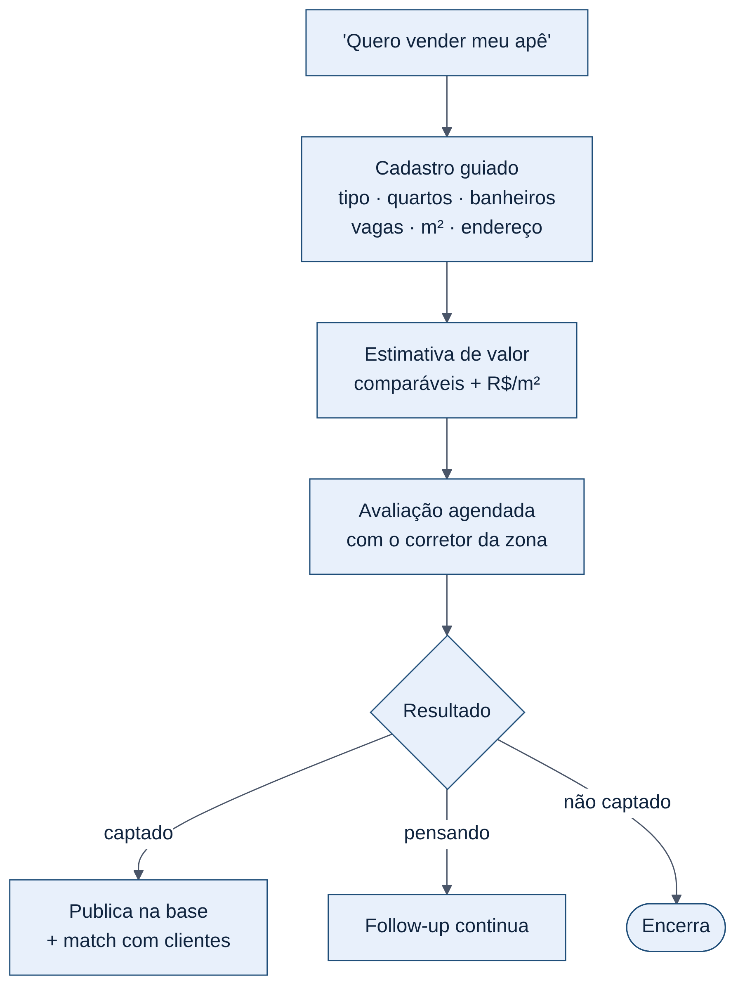 'Quero vender meu apê'
Cadastro guiado
tipo · quartos · banheiros
vagas · m² · endereço
Estimativa de valor
comparáveis + R$/m²
Avaliação agendada
com o corretor da zona
Resultado
não captado
captado
pensando
Publica na base
+ match com clientes
Follow-up continua
Encerra